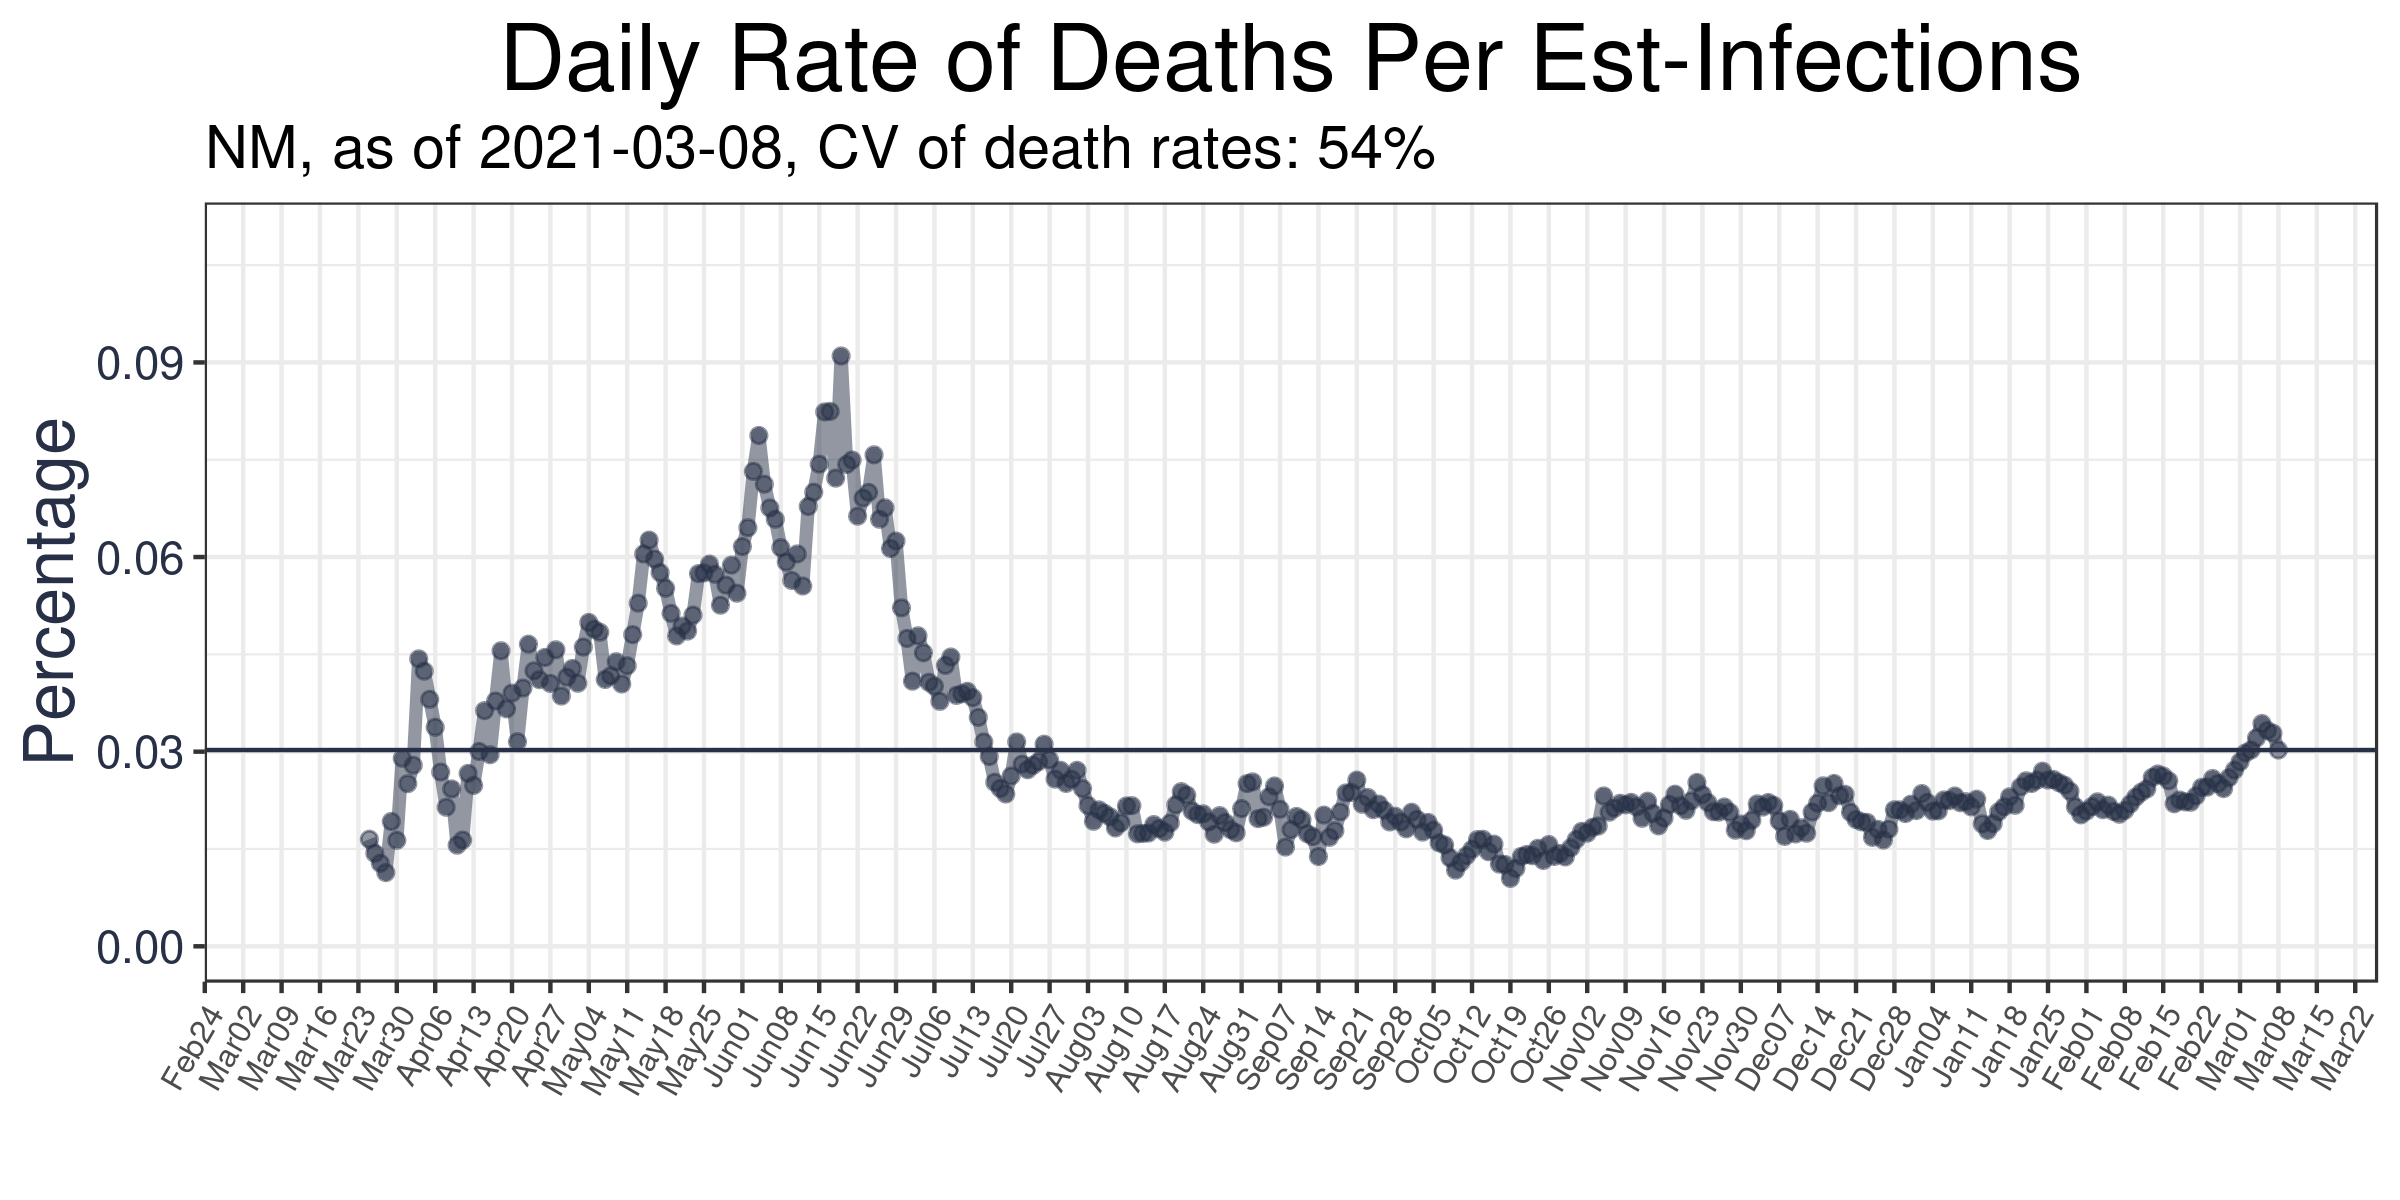 Daily Rate of Deaths Per Est-Infections
NM, as of 2021-03-08, CV of death rates: 54%
Percentage
0.09
0.06
0.03
0.00
Feb24
Mar02
Mar09
Mar16
Mar23
Mar30
Apr06
Apr13
Apr20
Apr27
May04
May11
May18
May25
Jun01
Jun08
Jun15
Jun22
Jun29
Jul06
Jul13
Jul20
Jul27
Aug03
Aug10
Aug17
Aug24
Aug31
Sep07
Sep14
Sep21
Sep28
Oct05
Oct12
Oct19
Oct26
Nov02
Nov09
Nov16
Nov23
Nov30
Dec07
Dec14
Dec21
Dec28
Jan04
Jan11
Jan18
Jan25
Feb01
Feb08
Feb15
Feb22
Mar01
Mar08
Mar15
Mar22